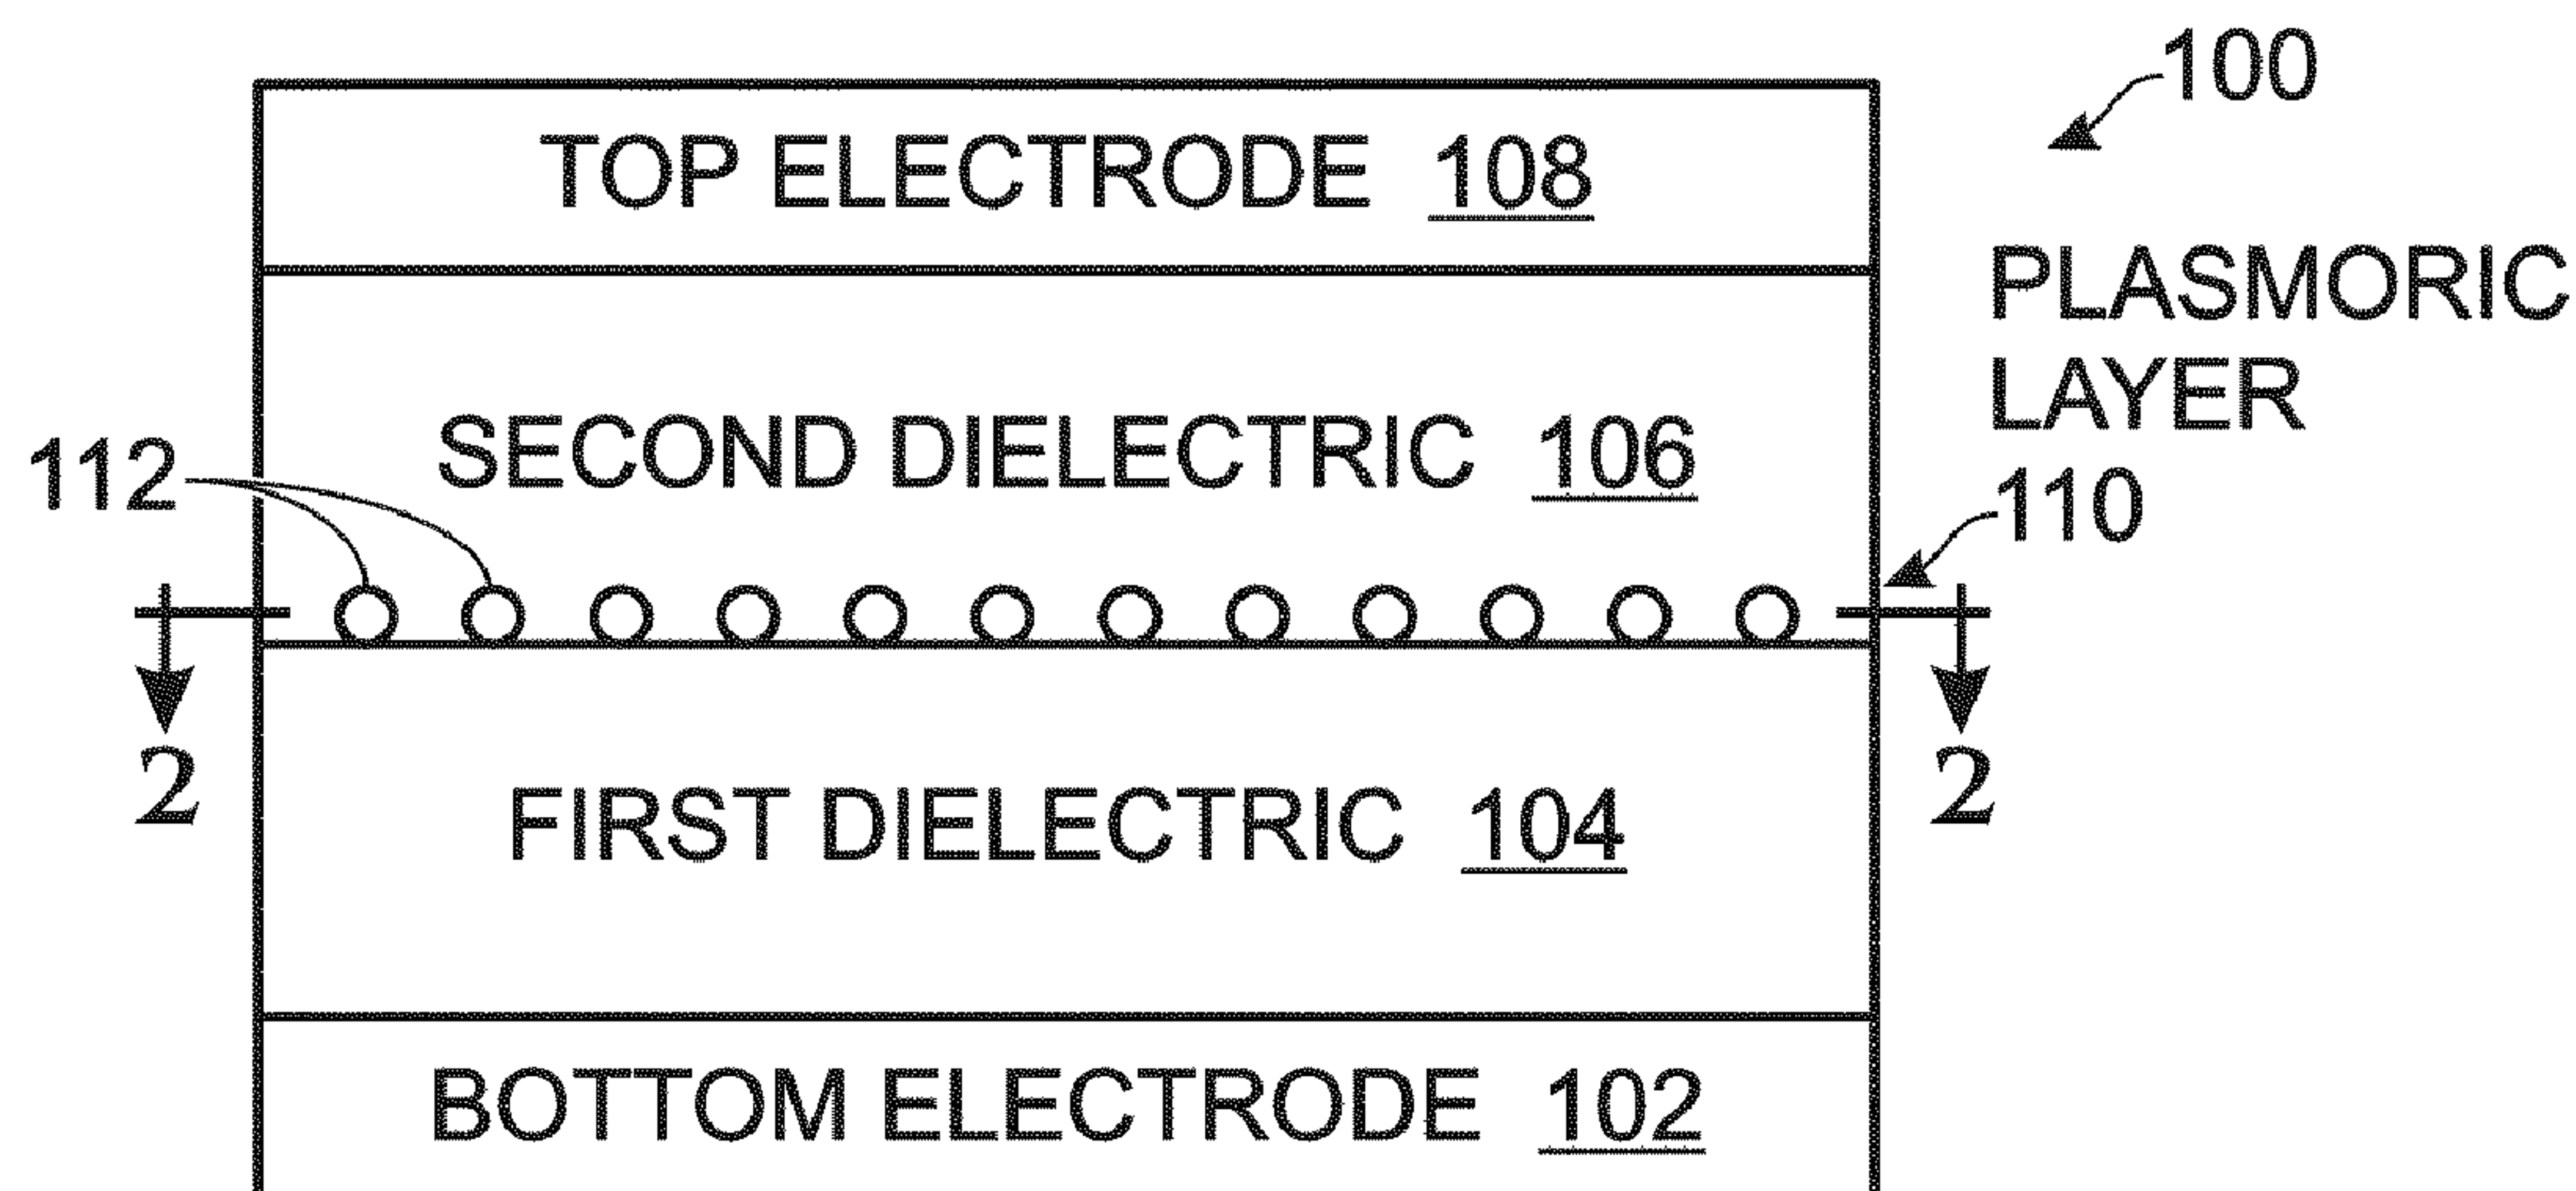 100
TOP ELECTRODE 108
PLASMORIC
LAYER
110
SECOND DIELECTRIC 106
112
2 2
FIRST DIELECTRIC 104
BOTTOM ELECTRODE 102